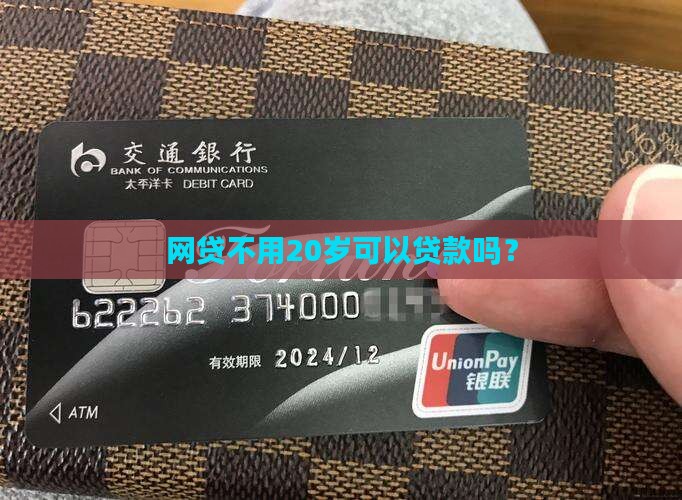 交通銀行
BANK OF COMMUNICATIONS
太平洋卡 DEBIT CARD
网贷不用20岁可以贷款吗？
622262 374000
有效期限 2024/12
UnionPay
银联
ATM